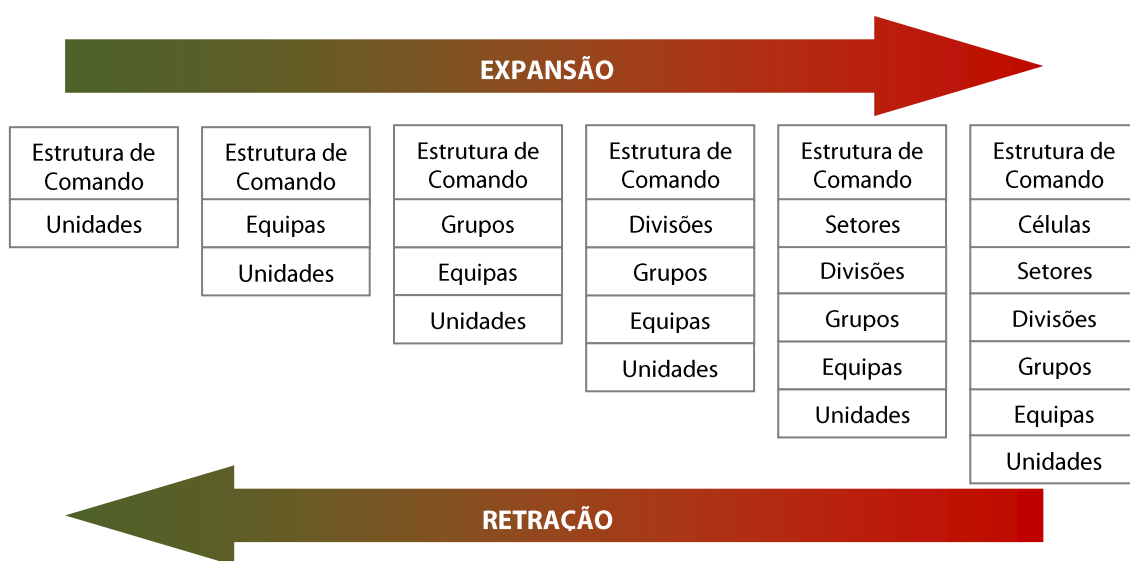 EXPANSÃO
Estrutura de
Comando
Unidades
Estrutura de
Comando
Equipas
Unidades
Estrutura de
Comando
Grupos
Equipas
Unidades
Estrutura de
Comando
Divisões
Grupos
Equipas
Unidades
Estrutura de
Comando
Setores
Divisões
Grupos
Equipas
Unidades
Estrutura de
Comando
Células
Setores
Divisões
Grupos
Equipas
Unidades
RETRAÇÃO